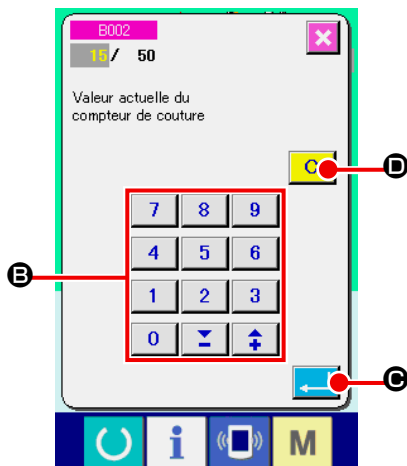 B002
15/ 50
Valeur actuelle du
compteur de couture
C
D
7 8 9
4 5 6
B
1 2 3
0
C
i M